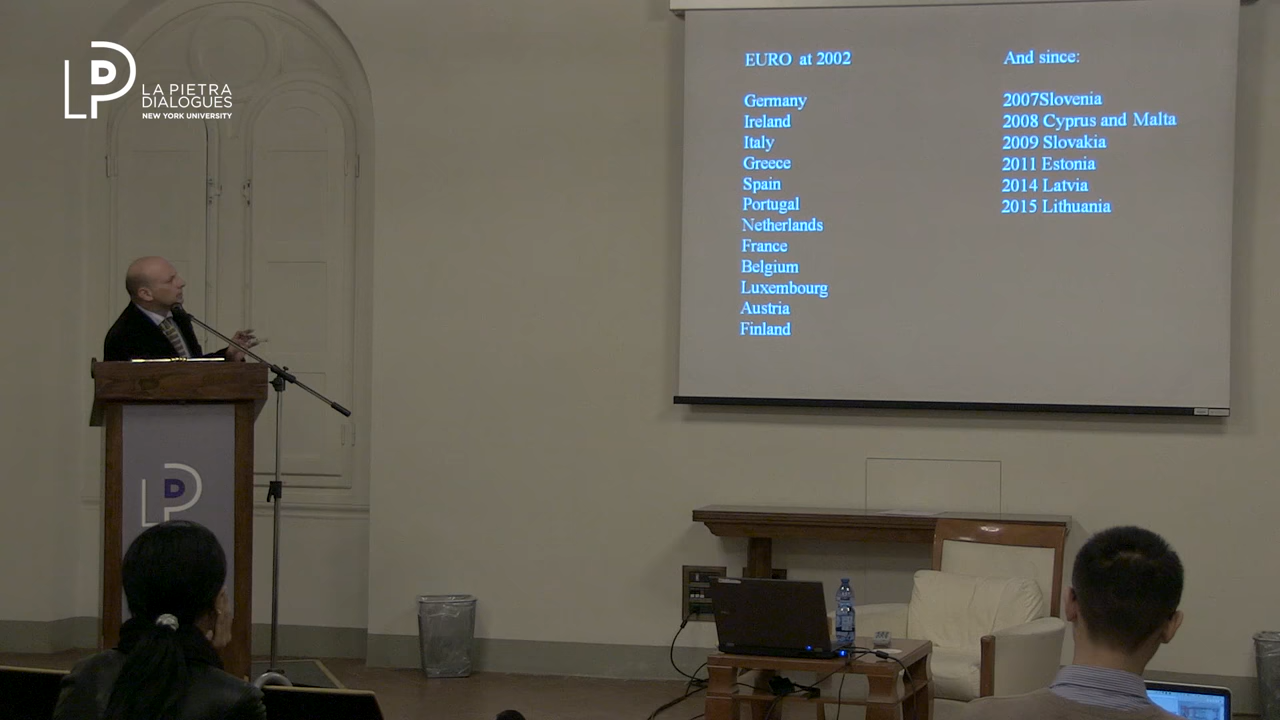 LA PIETRA
DIALOGUES
NEW YORK UNIVERSITY
EURO at 2002
Germany
Ireland
Italy
Greece
Spain
Portugal
Netherlands
France
Belgium
Luxembourg
Austria
Finland
And since:
2007Slovenia
2008 Cyprus and Malta
2009 Slovakia
2011 Estonia
2014 Latvia
2015 Lithuania